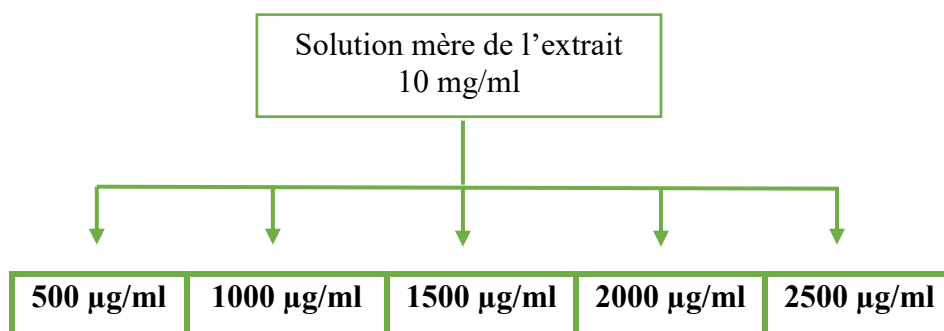 Solution mère de l’extrait
10 mg/ml
500 µg/ml 1000 µg/ml 1500 µg/ml 2000 µg/ml 2500 µg/ml